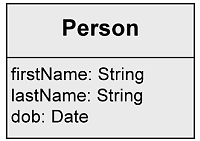 Person
firstName: String
lastName: String
dob: Date